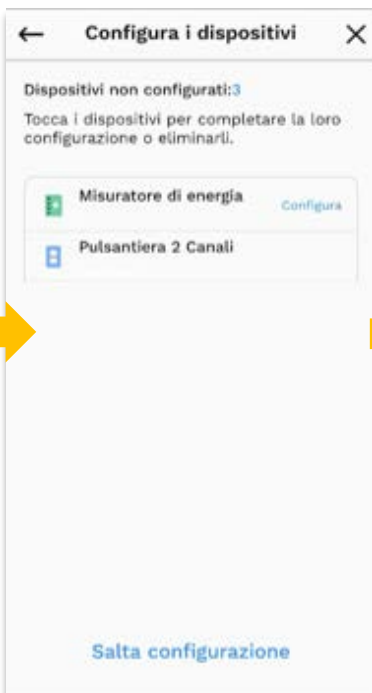 Configura i dispositivi
Dispositivi non configurati:3
Tocca i dispositivi per completare la loro
configurazione o eliminarli.
Misuratore di energia
Configura
Pulsantiera 2 Canali
Salta configurazione